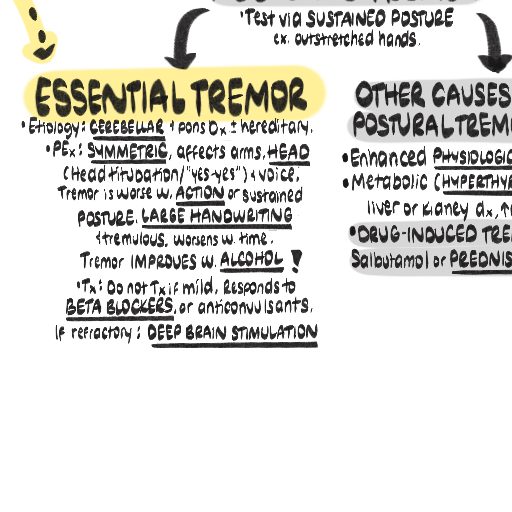 •Test via SUSTAINED POSTURE
ex. outstretched hands.
ESSENTIAL TREMOR
•Etiology: CEREBELLAR + pons Dx ± hereditary.
•PEx: SYMMETRIC, affects arms, HEAD
(Head titubation/"yes-yes") + voice.
Tremor is worse w. ACTION or sustained
POSTURE. LARGE HANDWRITING
+tremulous, worsens w. time.
Tremor IMPROVES w. ALCOHOL !
•Tx: Do not Tx if mild. Responds to
BETA BLOCKERS, or anticonvulsants.
If refractory: DEEP BRAIN STIMULATION
OTHER CAUSES
POSTURAL TREM
•Enhanced PHYSIOLOGIC
•Metabolic (HYPERTHYR
liver or kidney dx, ↑
•DRUG-INDUCED TRE
Salbutamol or PREDNIS